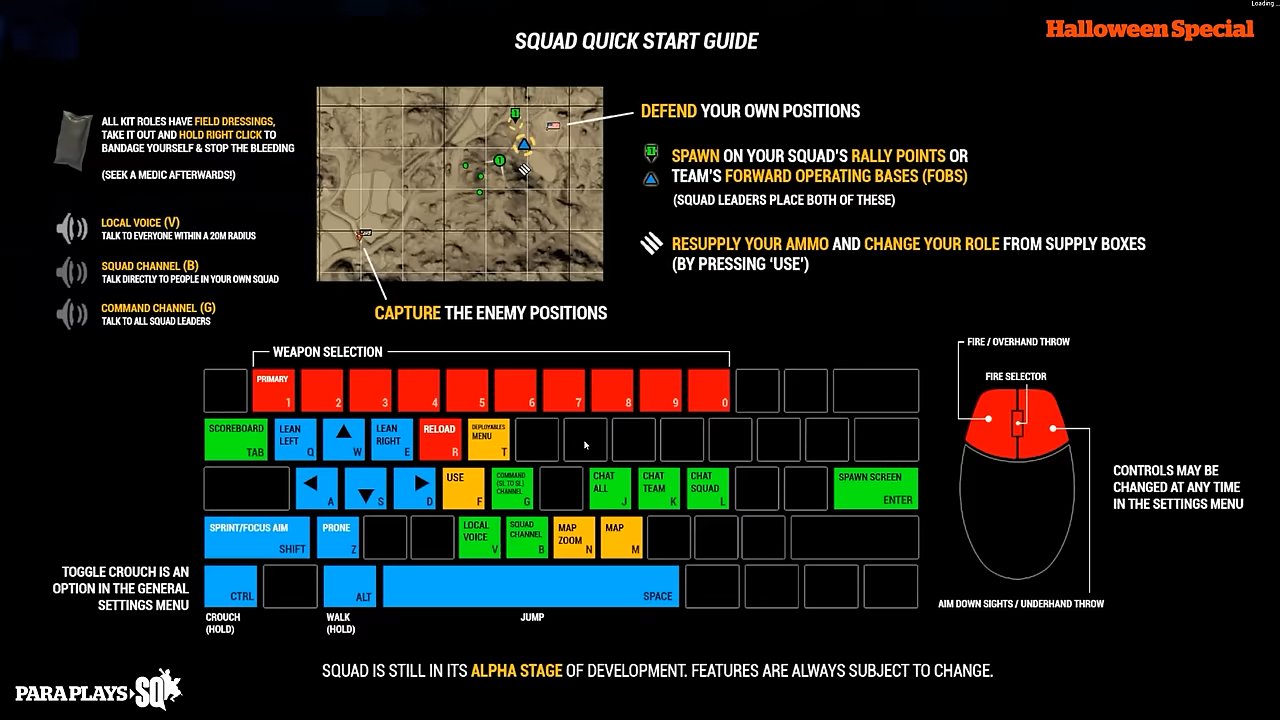 Loading ...
Halloween Special
SQUAD QUICK START GUIDE
ALL KIT ROLES HAVE FIELD DRESSINGS,
TAKE IT OUT AND HOLD RIGHT CLICK TO
BANDAGE YOURSELF & STOP THE BLEEDING
(SEEK A MEDIC AFTERWARDS!)
LOCAL VOICE (V)
TALK TO EVERYONE WITHIN A 20M RADIUS
SQUAD CHANNEL (B)
TALK DIRECTLY TO PEOPLE IN YOUR OWN SQUAD
COMMAND CHANNEL (G)
TALK TO ALL SQUAD LEADERS
1
1
CAPTURE THE ENEMY POSITIONS
DEFEND YOUR OWN POSITIONS
1
SPAWN ON YOUR SQUAD'S RALLY POINTS OR
TEAM'S FORWARD OPERATING BASES (FOBS)
(SQUAD LEADERS PLACE BOTH OF THESE)
RESUPPLY YOUR AMMO AND CHANGE YOUR ROLE FROM SUPPLY BOXES
(BY PRESSING 'USE')
WEAPON SELECTION
PRIMARY
1 2 3 4 5 6 7 8 9 0
SCOREBOARD
TAB
LEAN
LEFT
Q
W
LEAN
RIGHT
E
RELOAD
R
DEPLOYABLES
MENU
T
A
S
D
USE
F
COMMAND
(SL TO SL)
CHANNEL
G
CHAT
ALL
J
CHAT
TEAM
K
CHAT
SQUAD
L
SPAWN SCREEN
ENTER
SPRINT/FOCUS AIM
SHIFT
PRONE
Z
LOCAL
VOICE
V
SQUAD
CHANNEL
B
MAP
ZOOM
N
MAP
M
TOGGLE CROUCH IS AN
OPTION IN THE GENERAL
SETTINGS MENU
CTRL
ALT
SPACE
CROUCH
(HOLD)
WALK
(HOLD)
JUMP
FIRE / OVERHAND THROW
FIRE SELECTOR
CONTROLS MAY BE
CHANGED AT ANY TIME
IN THE SETTINGS MENU
AIM DOWN SIGHTS / UNDERHAND THROW
SQUAD IS STILL IN ITS ALPHA STAGE OF DEVELOPMENT. FEATURES ARE ALWAYS SUBJECT TO CHANGE.
PARAPLAYS SQ